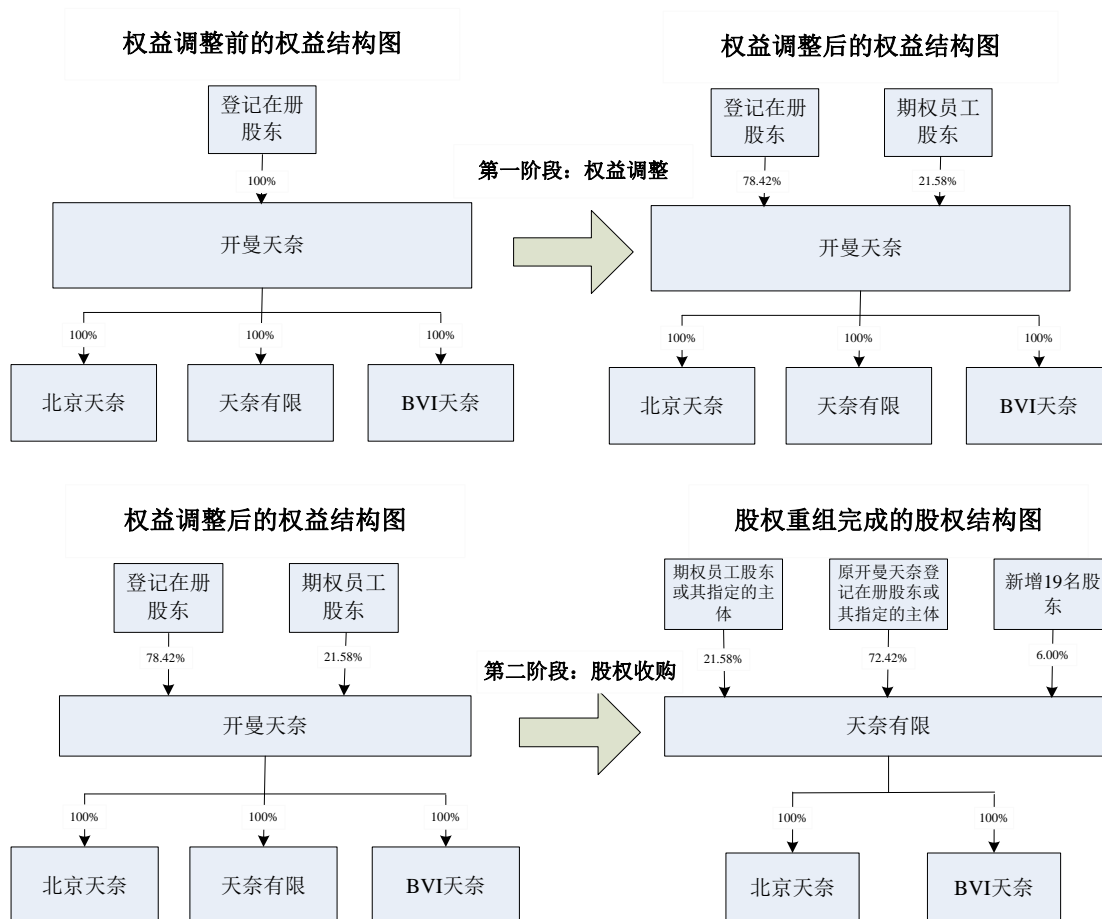 权益调整前的权益结构图
登记在册
股东
100%
开曼天奈
100%
100%
100%
北京天奈
天奈有限
BVI天奈
第一阶段：权益调整
权益调整后的权益结构图
登记在册
股东
期权员工
股东
78.42%
21.58%
开曼天奈
100%
100%
100%
北京天奈
天奈有限
BVI天奈
权益调整后的权益结构图
登记在册
股东
期权员工
股东
78.42%
21.58%
开曼天奈
100%
100%
100%
北京天奈
天奈有限
BVI天奈
第二阶段：股权收购
股权重组完成的股权结构图
期权员工股东
或其指定的主
体
原开曼天奈登
记在册股东或
其指定的主体
新增19名股
东
21.58%
72.42%
6.00%
天奈有限
100%
100%
北京天奈
BVI天奈